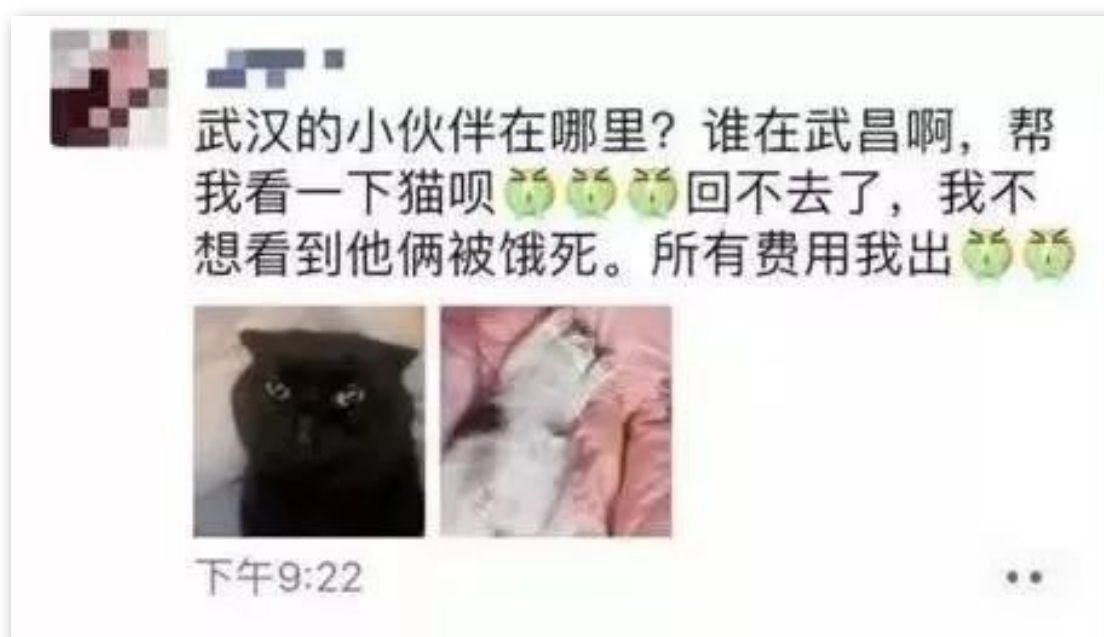 武汉的小伙伴在哪里？谁在武昌啊，帮
我看一下猫呗回不去了，我不
想看到他俩被饿死。所有费用我出
下午9:22